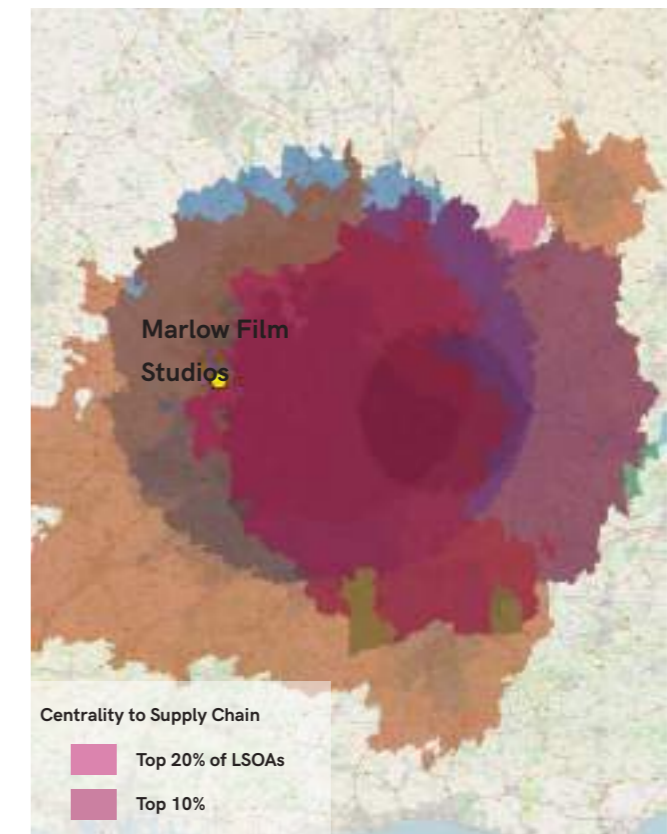 Marlow Film
Studios
Centrality to Supply Chain
Top 20% of LSOAs
Top 10%